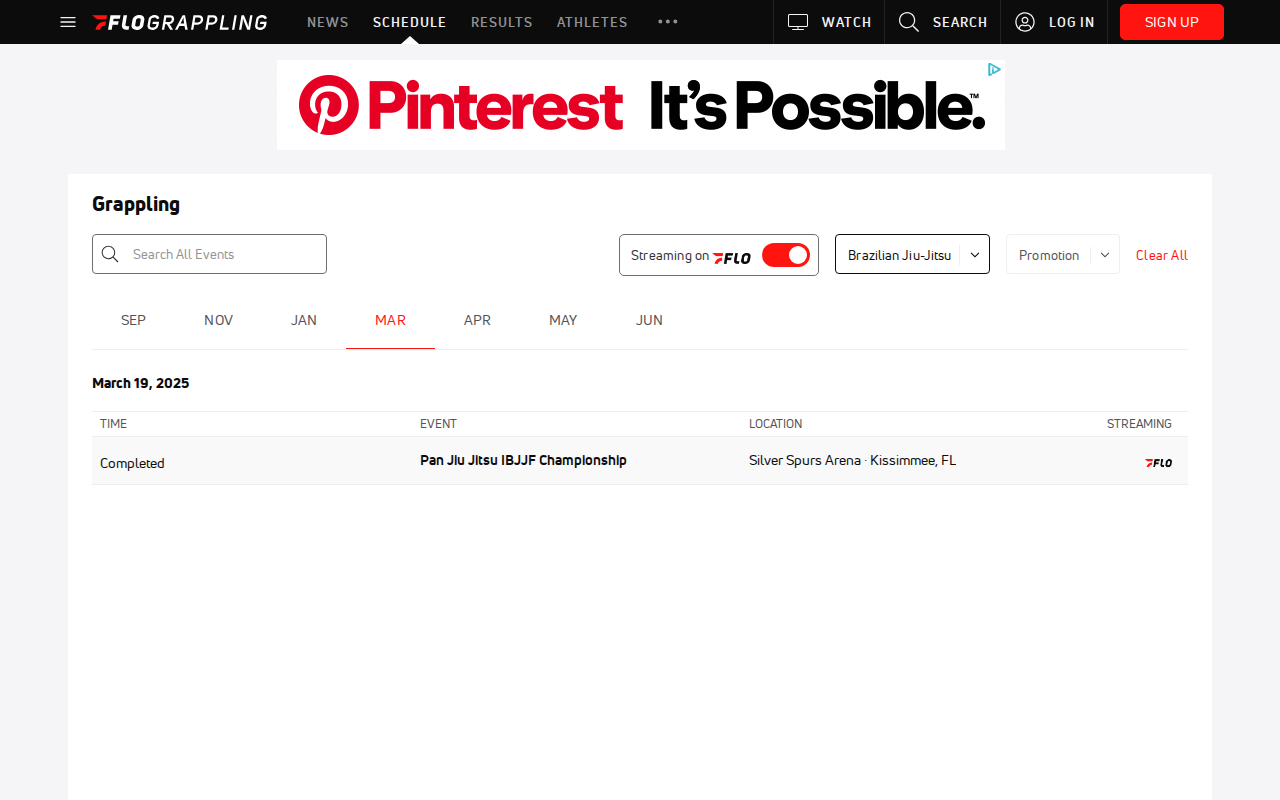 FLOGRAPPLING NEWS SCHEDULE RESULTS ATHLETES WATCH SEARCH LOG IN SIGN UP
Pinterest It's Possible.™
Grappling
Search All Events Streaming on FLO Brazilian Jiu-Jitsu Promotion Clear All
SEP NOV JAN MAR APR MAY JUN
March 19, 2025
TIME EVENT LOCATION STREAMING
Completed Pan Jiu Jitsu IBJJF Championship Silver Spurs Arena · Kissimmee, FL FLO